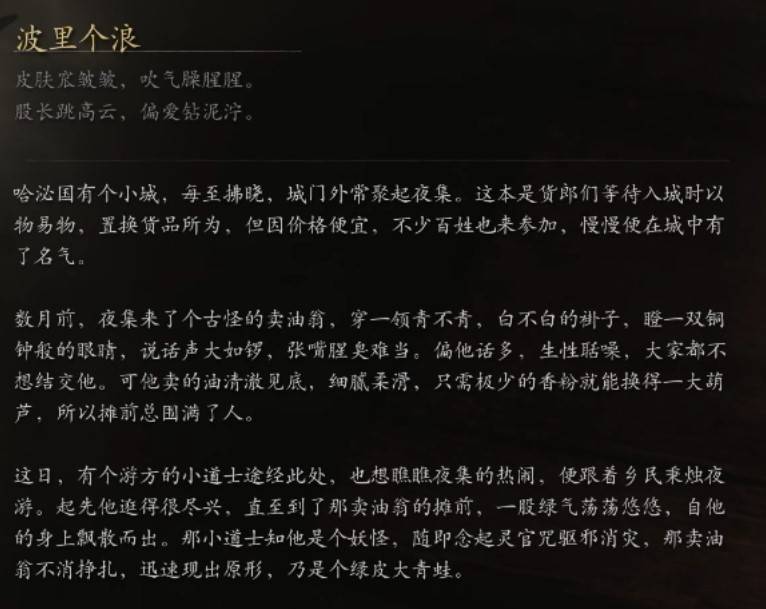 波里个浪
皮肤窊皱皱，吹气臊腥腥。
股长跳高云，偏爱钻泥泞。
哈泌国有个小城，每至拂晓，城门外常聚起夜集。这本是货郎们等待入城时以
物易物，置换货品所为，但因价格便宜，不少百姓也来参加，慢慢便在城中有
了名气。
数月前，夜集来了个古怪的卖油翁，穿一领青不青，白不白的褂子，瞪一双铜
钟般的眼睛，说话声大如锣，张嘴腥臭难当。偏他话多，生性聒噪，大家都不
想结交他。可他卖的油清澈见底，细腻柔滑，只需极少的香粉就能换得一大葫
芦，所以摊前总围满了人。
这日，有个游方的小道士途经此处，也想瞧瞧夜集的热闹，便跟着乡民秉烛夜
游。起先他逛得很尽兴，直至到了那卖油翁的摊前，一股绿气荡荡悠悠，自他
的身上飘散而出。那小道士知他是个妖怪，随即念起灵官咒驱邪消灾，那卖油
翁不消挣扎，迅速现出原形，乃是个绿皮大青蛙。